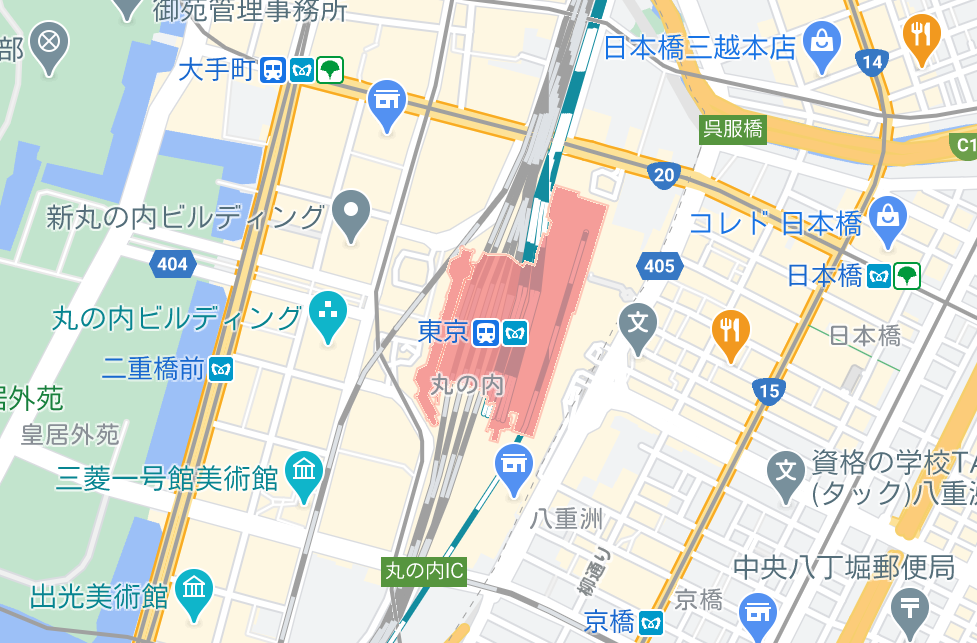 御苑管理事務所
部
大手町
日本橋三越本店
14
呉服橋
C1
20
新丸の内ビルディング
コレド 日本橋
404
405
日本橋
丸の内ビルディング
東京
文
日本橋
二重橋前
丸の内
15
居外苑
皇居外苑
三菱一号館美術館
文
資格の学校TA
(タック)八重洲
八重洲
丸の内IC
柳通り
中央八丁堀郵便局
出光美術館
京橋
京橋